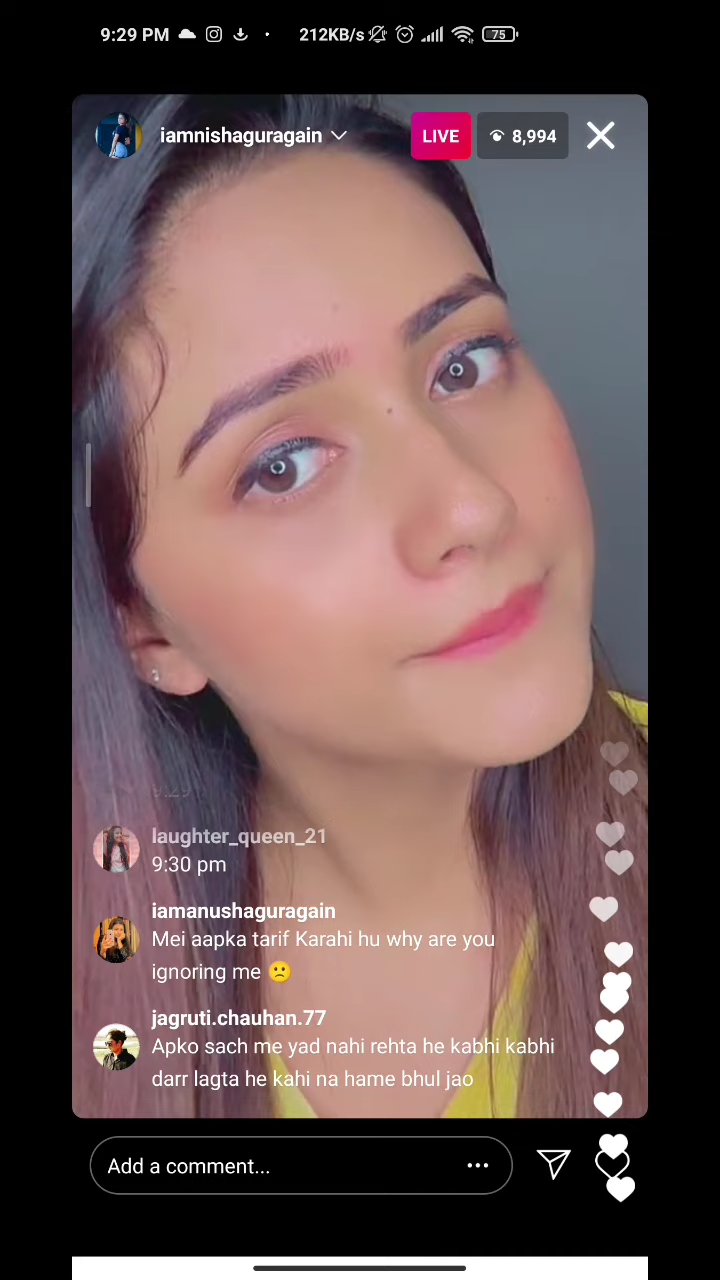 9:29 PM
212KB/s
75
iamnishaguragain
LIVE
8,994
laughter_queen_21
9:30 pm
iamanushaguragain
Mei aapka tarif Karahi hu why are you
ignoring me 🙁
jagruti.chauhan.77
Apko sach me yad nahi rehta he kabhi kabhi
darr lagta he kahi na hame bhul jao
Add a comment...